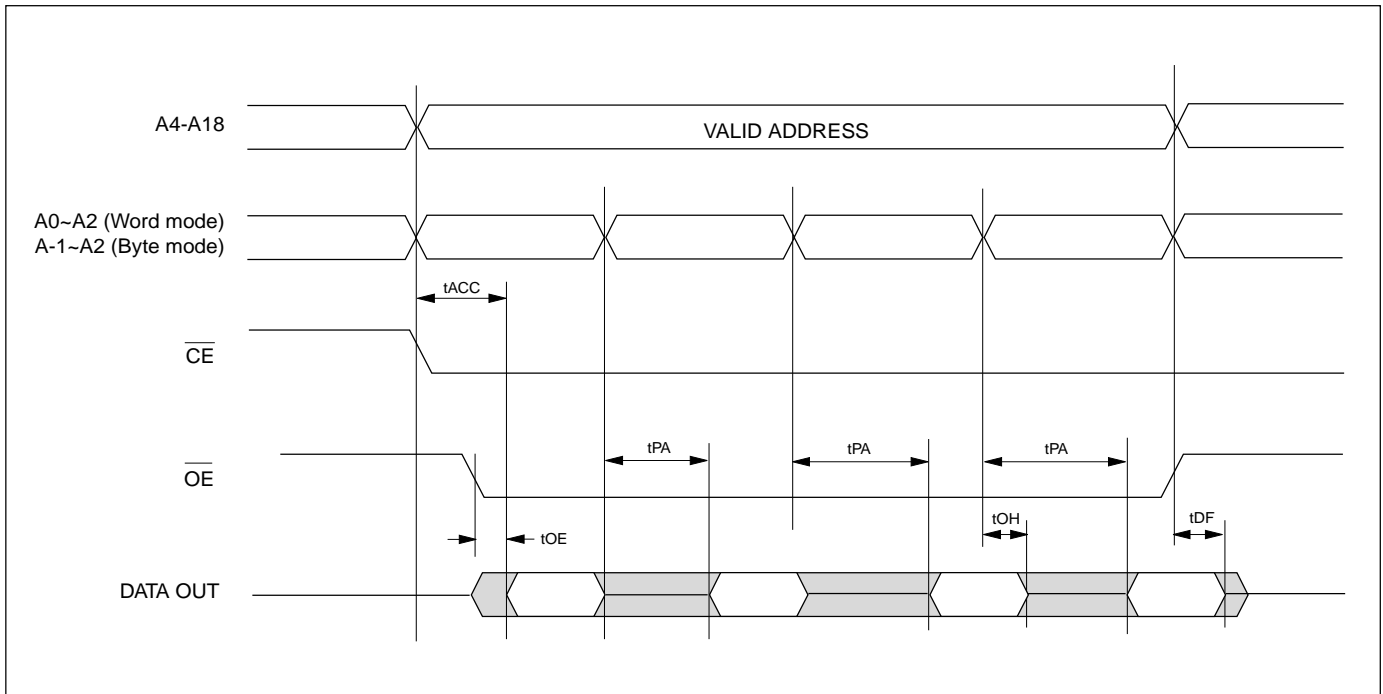 A4-A18
VALID ADDRESS
A0~A2 (Word mode)
A-1~A2 (Byte mode)
tACC
CE
tPA
tPA
tPA
OE
tOH
tDF
tOE
DATA OUT